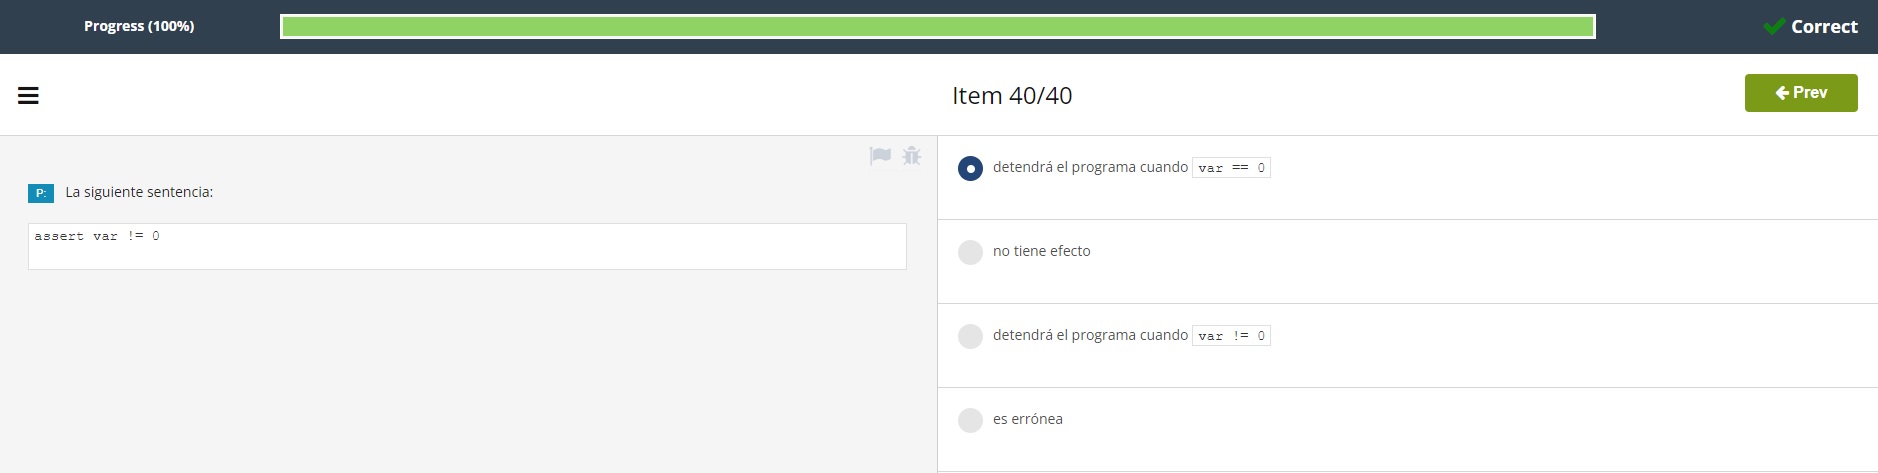 Progress (100%)
Correct
Item 40/40
Prev
P: La siguiente sentencia:
assert var != 0
detendrá el programa cuando var == 0
no tiene efecto
detendrá el programa cuando var != 0
es errónea